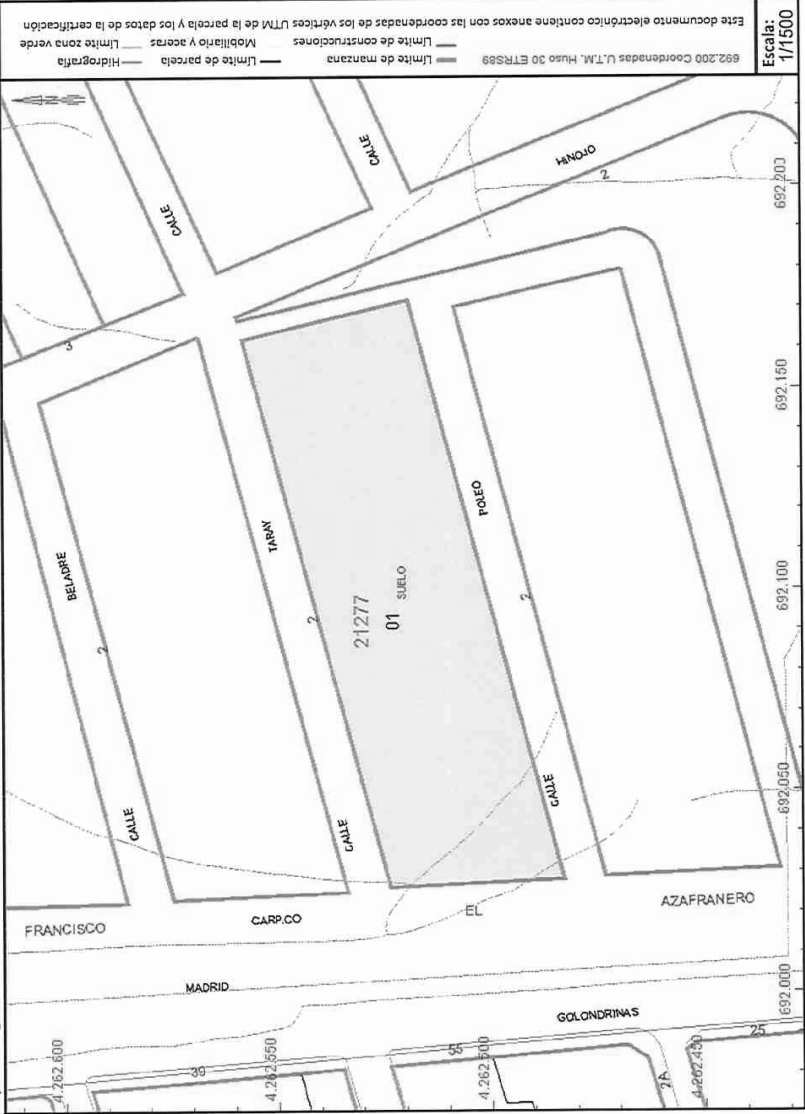 Este documento electrónico contiene anexos con las coordenadas de los vértices UTM de la parcela y los datos de la certificación
692.200 Coordenadas U.T.M. Huso 30 ETRS89
Límite de manzana
Límite de parcela
Hidrografía
Límite de construcciones
Mobiliario y aceras
Límite zona verde
Escala:
1/1500
CALLE
CALLE
HINOJO
2
3
692.200
692.150
692.100
692.050
692.000
BELADRE
2
CALLE
TARAY
2
CALLE
21277
01 SUELO
POLEO
2
CALLE
FRANCISCO
CARP.CO
EL
AZAFRANERO
MADRID
GOLONDRINAS
4.262.600
4.262.550
4.262.500
4.262.450
39
55
2A
25